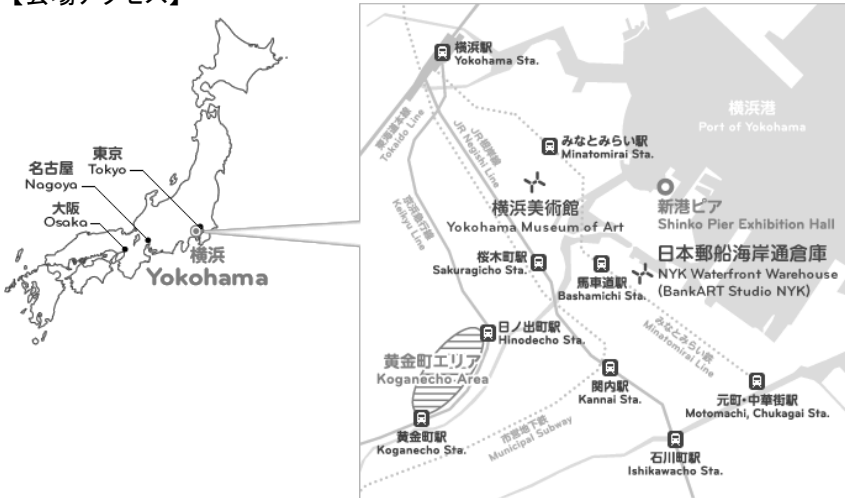 【会場アクセス】
東京
Tokyo
名古屋
Nagoya
大阪
Osaka
横浜
Yokohama
横浜駅
Yokohama Sta.
東海道本線
Tokaido Line
JR根岸線
JR Negishi Line
京浜急行線
Keikyu Line
みなとみらい駅
Minatomirai Sta.
横浜港
Port of Yokohama
横浜美術館
Yokohama Museum of Art
新港ピア
Shinko Pier Exhibition Hall
桜木町駅
Sakuragicho Sta.
馬車道駅
Bashamichi Sta.
日本郵船海岸通倉庫
NYK Waterfront Warehouse
(BankART Studio NYK)
日ノ出町駅
Hinodecho Sta.
みなとみらい線
Minatomirai Line
黄金町エリア
Koganecho Area
関内駅
Kannai Sta.
元町・中華街駅
Motomachi, Chukagai Sta.
黄金町駅
Koganecho Sta.
市営地下鉄
Municipal Subway
石川町駅
Ishikawacho Sta.